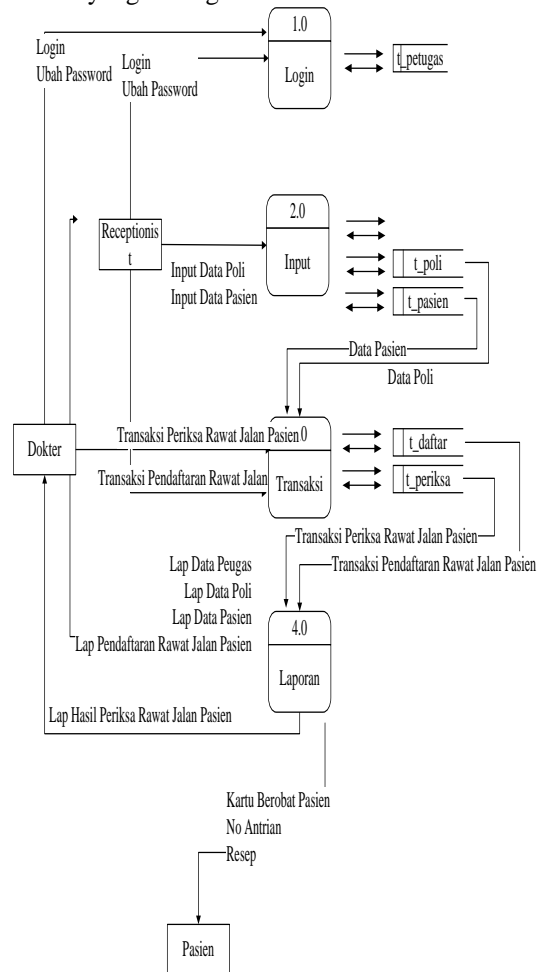 1.0
Login
Ubah Password
Login
Ubah Password
Login
t_petugas
2.0
Receptionis
t
Input
Input Data Poli
Input Data Pasien
t_poli
t_pasien
Data Pasien
Data Poli
Dokter
Transaksi Periksa Rawat Jalan Pasien
0
Transaksi Pendaftaran Rawat Jalan
Transaksi
t_daftar
t_periksa
Transaksi Periksa Rawat Jalan Pasien
Transaksi Pendaftaran Rawat Jalan Pasien
Lap Data Peugas
Lap Data Poli
Lap Data Pasien
Lap Pendaftaran Rawat Jalan Pasien
4.0
Laporan
Lap Hasil Periksa Rawat Jalan Pasien
Kartu Berobat Pasien
No Antrian
Resep
Pasien